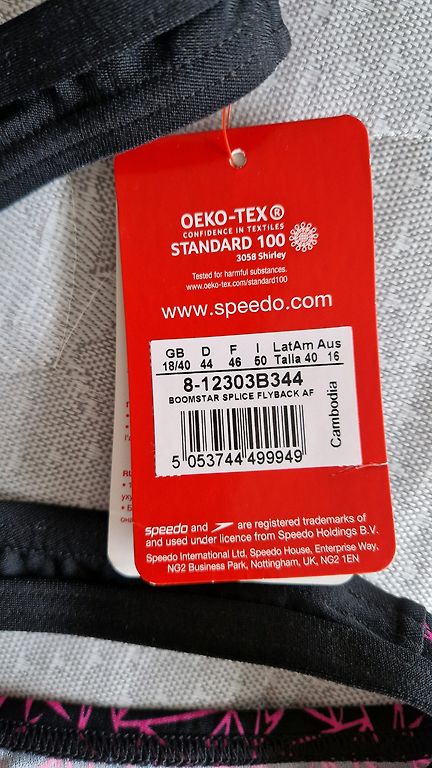 OEKO-TEX®
CONFIDENCE IN TEXTILES
STANDARD 100
3058 Shirley
Tested for harmful substances.
www.oeko-tex.com/standard100
www.speedo.com
GB D F I LatAm Aus
18/40 44 46 50 Talla 40 16
8-12303B344
BOOMSTAR SPLICE FLYBACK AF
Cambodia
5 053744 499949
speedo and are registered trademarks of
and used under licence from Speedo Holdings B.V.
Speedo International Ltd, Speedo House, Enterprise Way,
NG2 Business Park, Nottingham, UK, NG2 1EN
RU